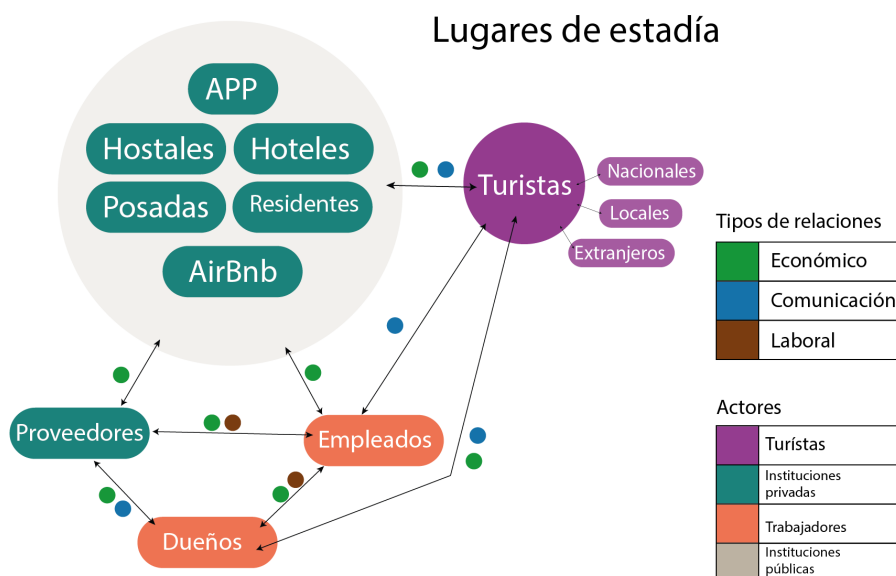 Lugares de estadía
APP
Hostales
Hoteles
Posadas
Residentes
AirBnb
Turistas
Nacionales
Locales
Extranjeros
Proveedores
Empleados
Dueños
Tipos de relaciones
Económico
Comunicación
Laboral
Actores
Turístas
Instituciones
privadas
Trabajadores
Instituciones
públicas